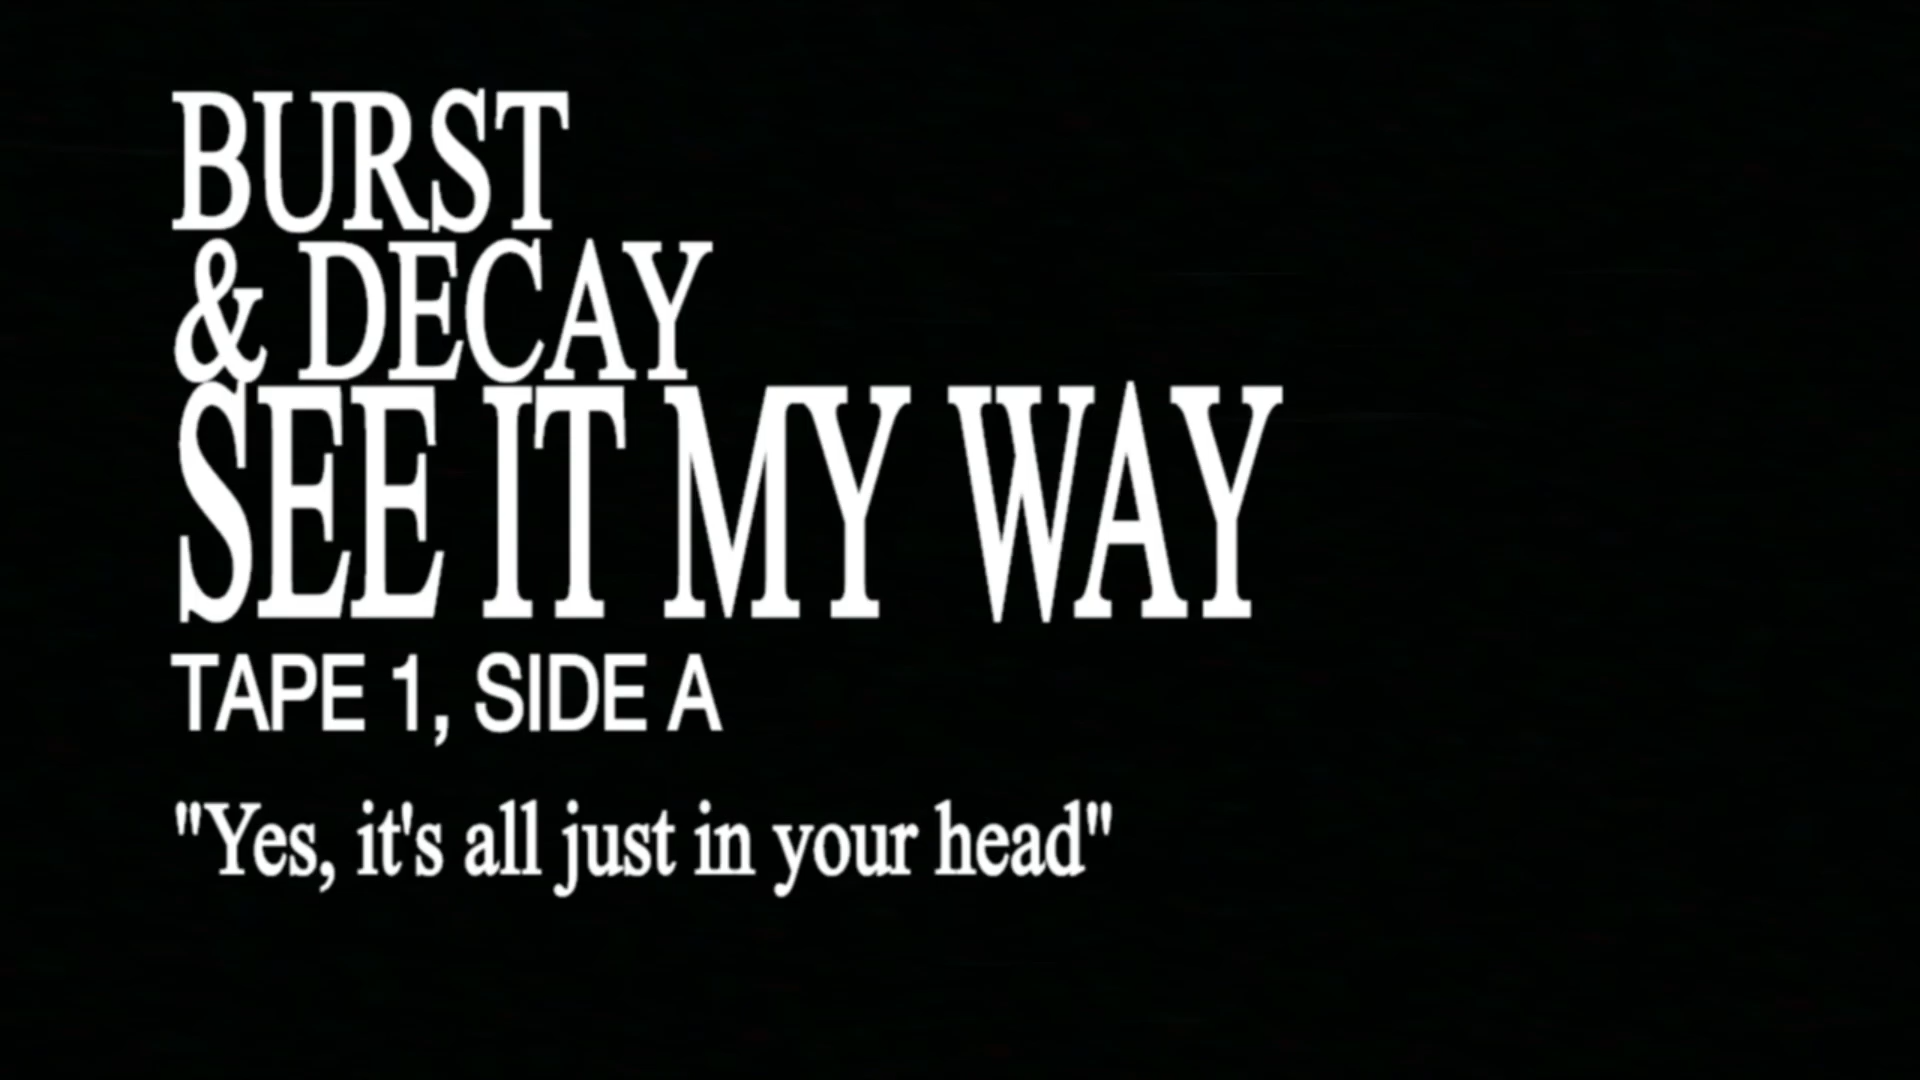 BURST
& DECAY
SEE IT MY WAY
TAPE 1, SIDE A
"Yes, it's all just in your head"